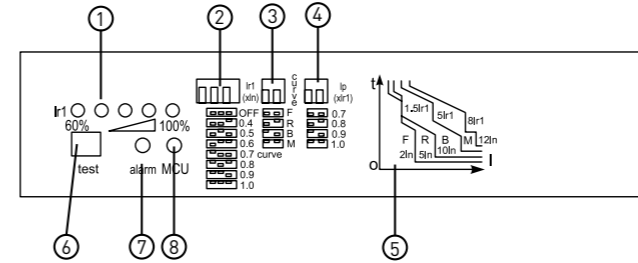 1
2
3
4
Ir1
(xIn)
curve
Ip
(xIr1)
Ir1
60%
100%
test
alarm MCU
OFF
0.4
0.5
0.6
0.7
0.8
0.9
1.0
F
R
B
M
curve
0.7
0.8
0.9
1.0
t
1.5Ir1
5Ir1
8Ir1
F R B M 12In
2In 5In 10In
I
O
6
7
8
5